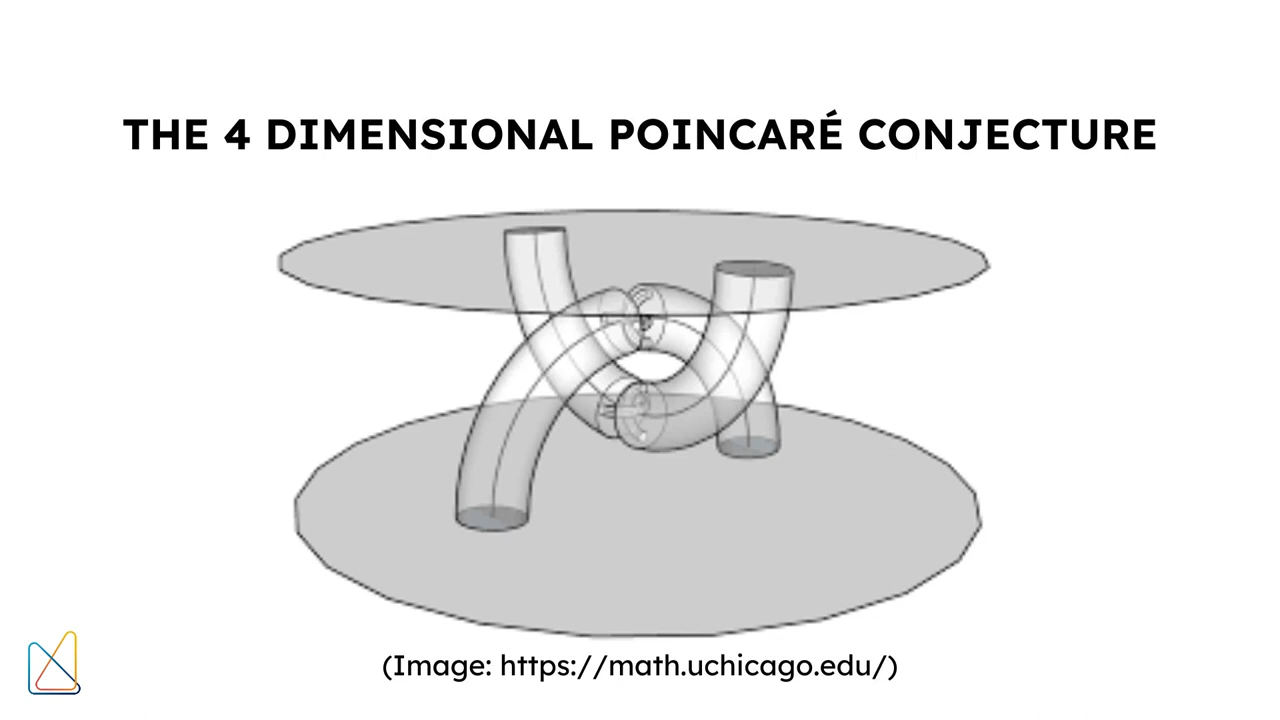 THE 4 DIMENSIONAL POINCARÉ CONJECTURE
(Image: https://math.uchicago.edu/)